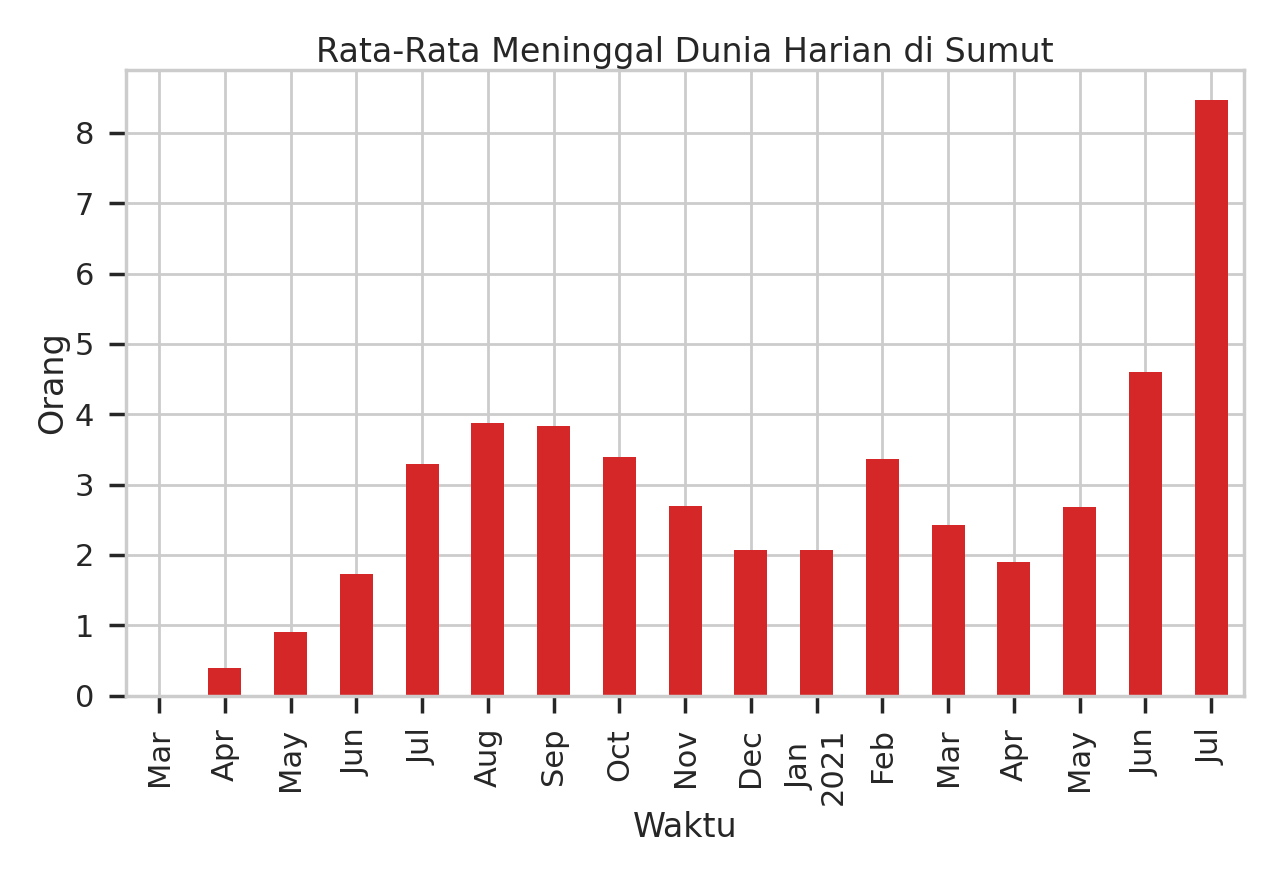 Rata-Rata Meninggal Dunia Harian di Sumut
8
7
6
5
4
3
2
1
0
Orang
Mar
Apr
May
Jun
Jul
Aug
Sep
Oct
Nov
Dec
Jan
2021
Feb
Mar
Apr
May
Jun
Jul
Waktu